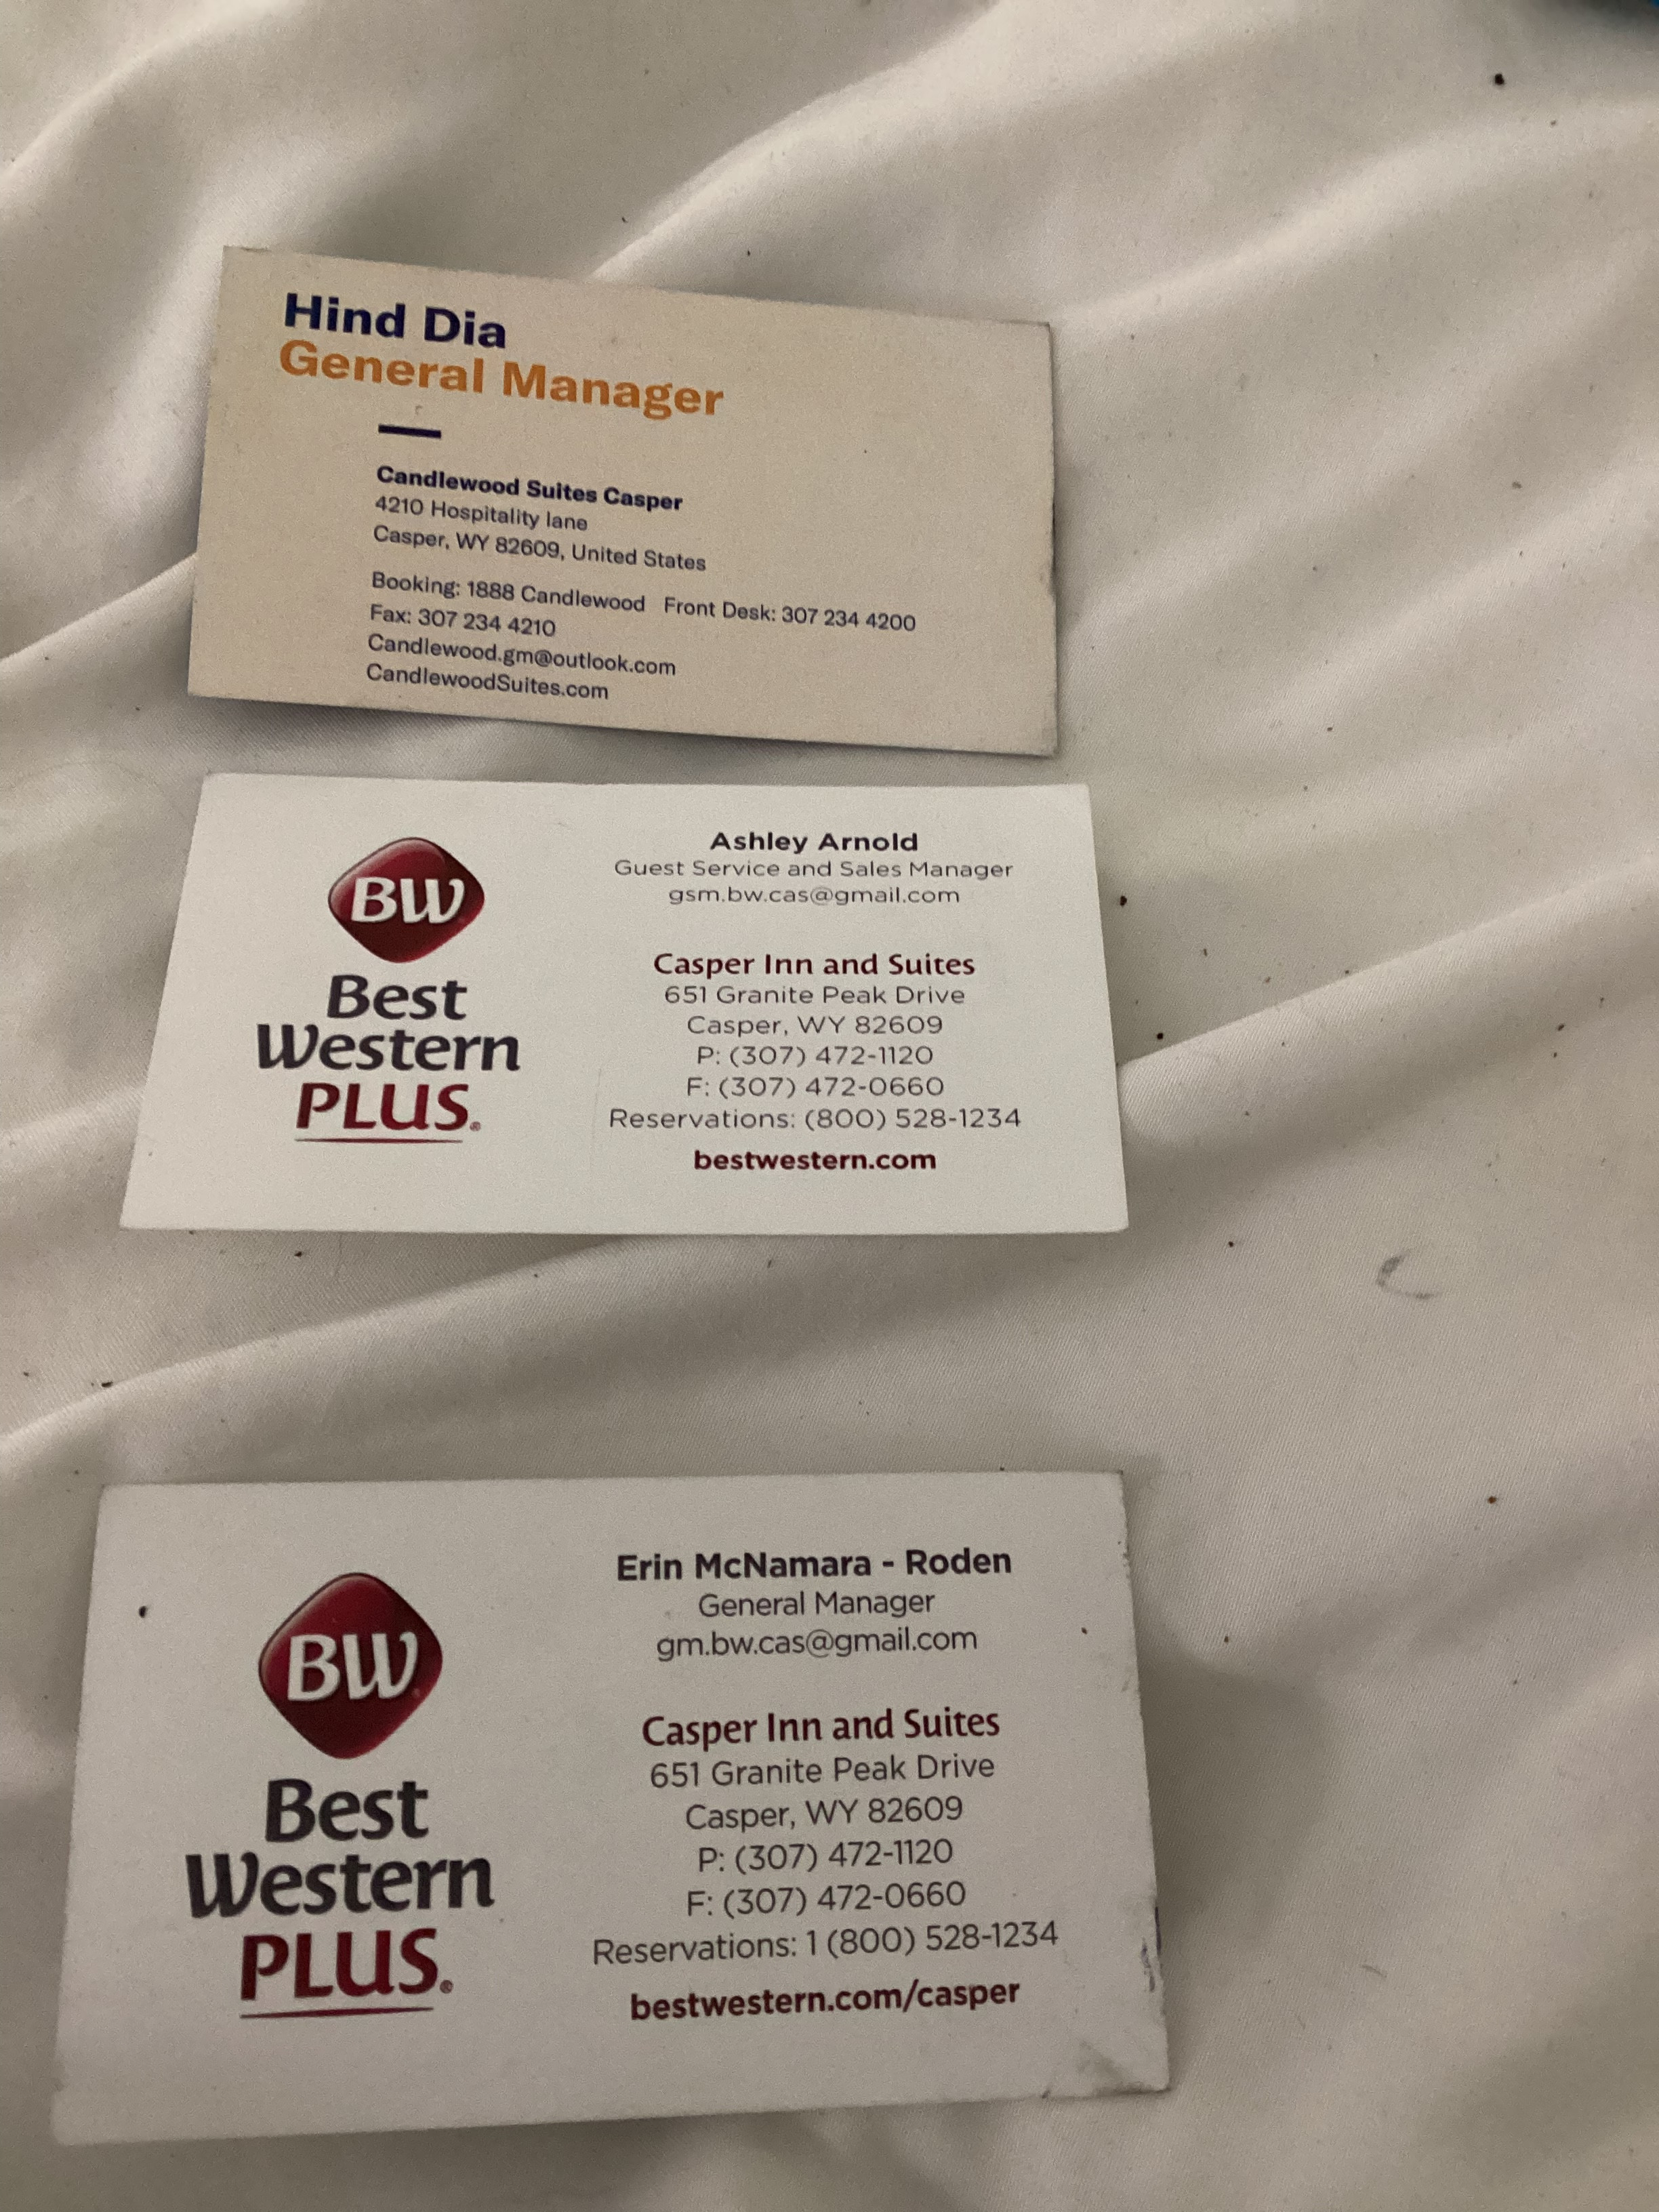 Hind Dia
General Manager
Candlewood Suites Casper
4210 Hospitality lane
Casper, WY 82609, United States
Booking: 1888 Candlewood Front Desk: 307 234 4200
Fax: 307 234 4210
Candlewood.gm@outlook.com
CandlewoodSuites.com
BW
Best
Western
PLUS®
Ashley Arnold
Guest Service and Sales Manager
gsm.bw.cas@gmail.com
Casper Inn and Suites
651 Granite Peak Drive
Casper, WY 82609
P: (307) 472-1120
F: (307) 472-0660
Reservations: (800) 528-1234
bestwestern.com
BW
Best
Western
PLUS®
Erin McNamara - Roden
General Manager
gm.bw.cas@gmail.com
Casper Inn and Suites
651 Granite Peak Drive
Casper, WY 82609
P: (307) 472-1120
F: (307) 472-0660
Reservations: 1 (800) 528-1234
bestwestern.com/casper